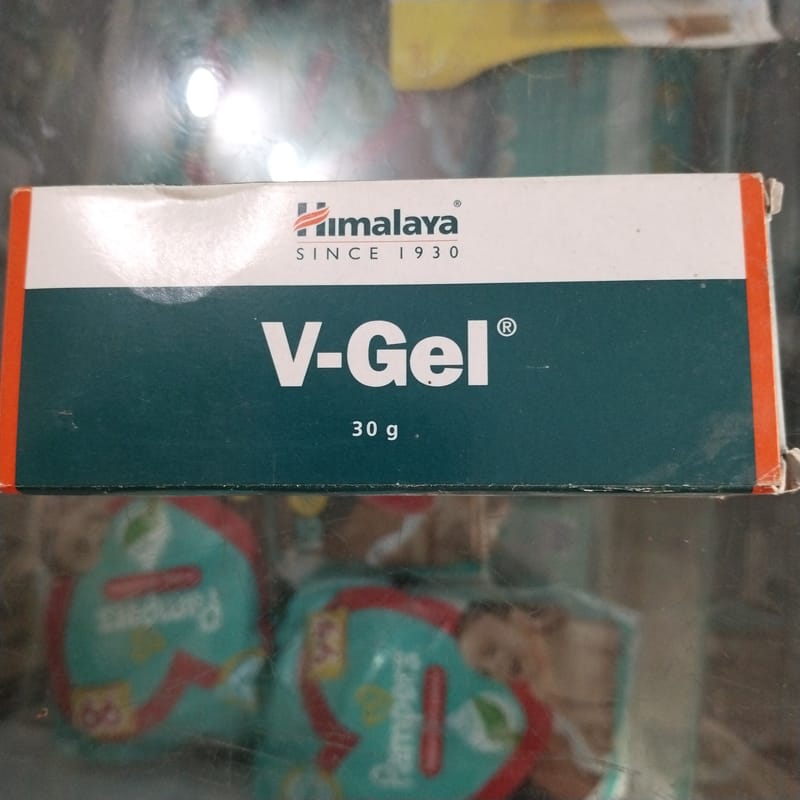 Himalaya®
SINCE 1930
V-Gel®
30 g
Pampers
Pampers